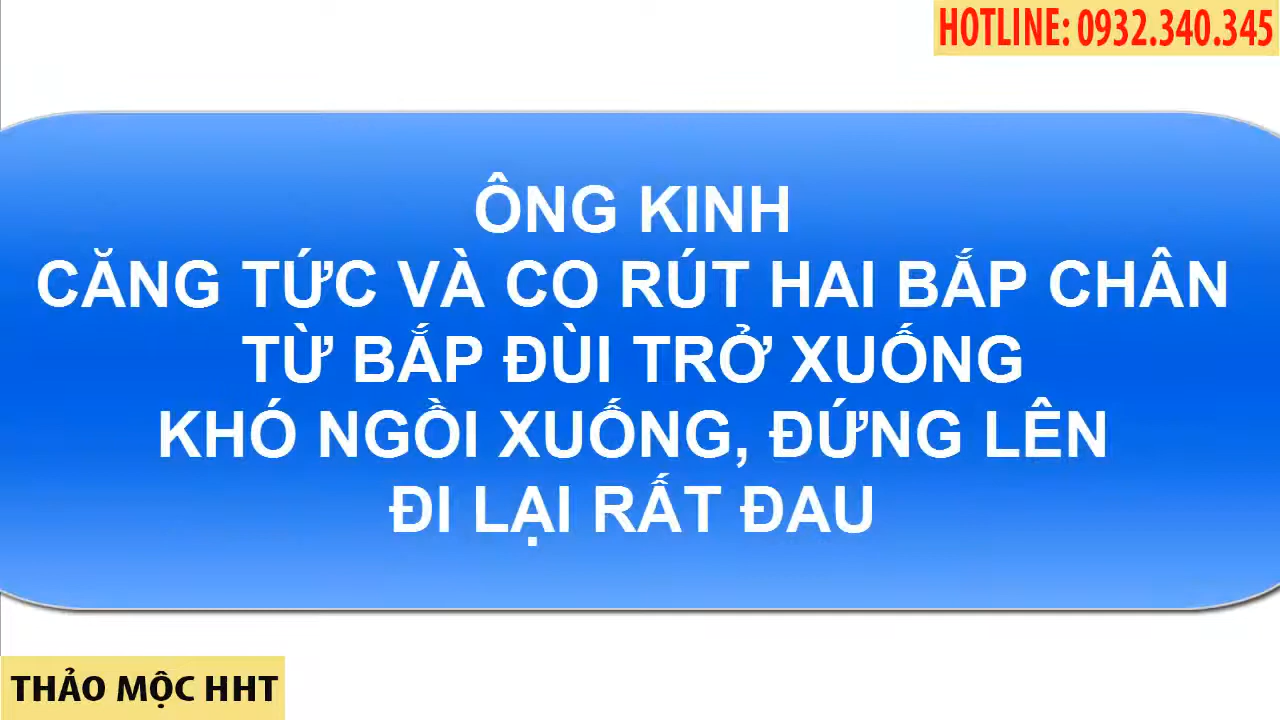 HOTLINE: 0932.340.345
ÔNG KINH
CĂNG TỨC VÀ CO RÚT HAI BẮP CHÂN
TỪ BẮP ĐÙI TRỞ XUỐNG
KHÓ NGỒI XUỐNG, ĐỨNG LÊN
ĐI LẠI RẤT ĐAU
THẢO MỘC HHT